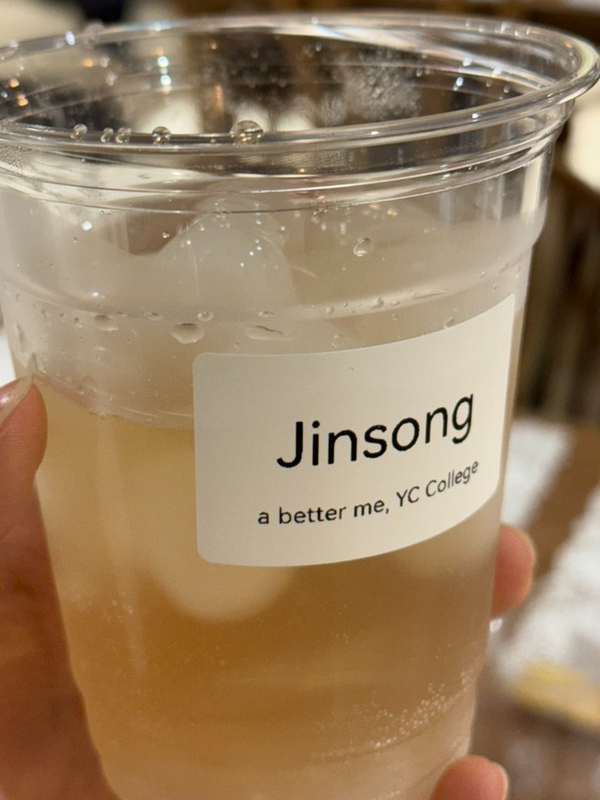 Jinsong
a better me, YC College